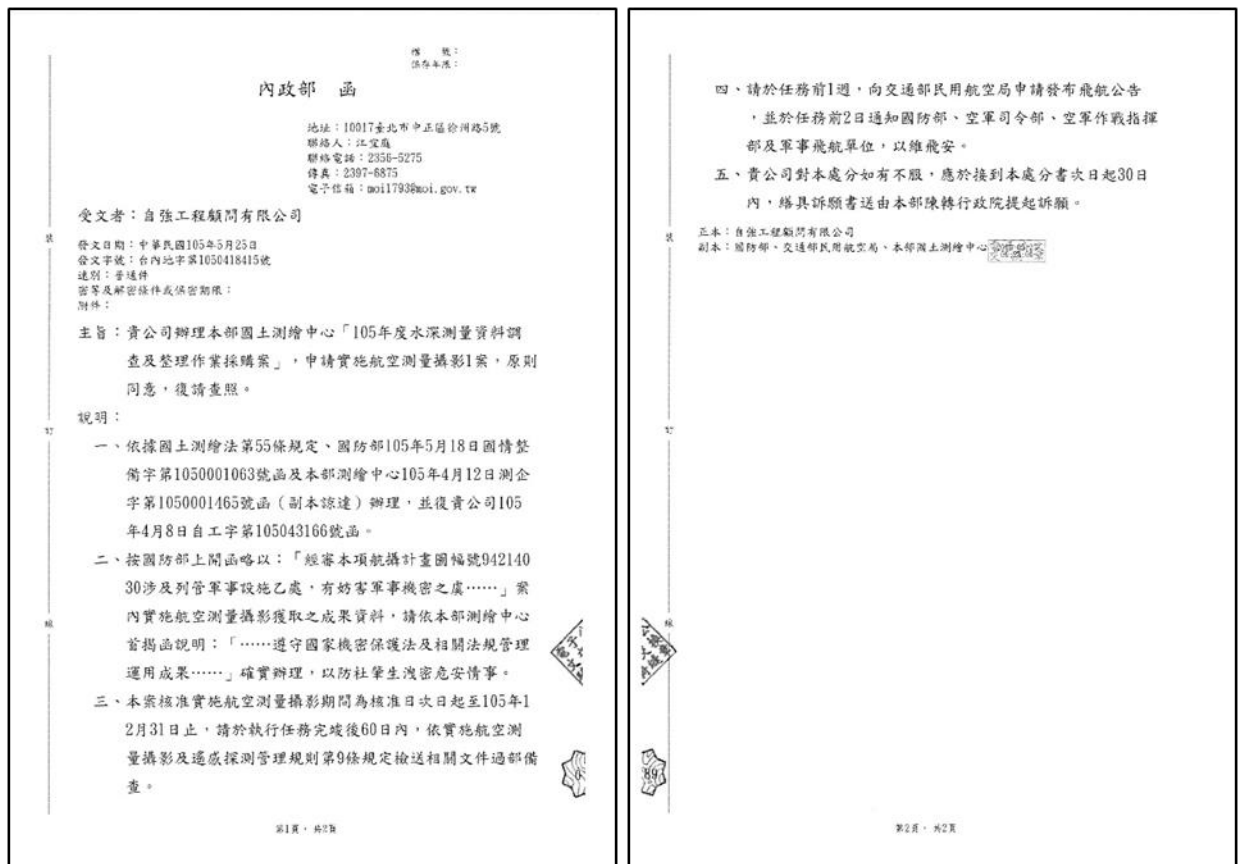 檔　　號：
保存年限：
內政部　函
地址：10017臺北市中正區徐州路5號
聯絡人：江宜庭
聯絡電話：2356-5275
傳真：2397-6875
電子信箱：moi1793@moi.gov.tw
受文者：自強工程顧問有限公司
發文日期：中華民國105年5月25日
發文字號：台內地字第1050418415號
速別：普通件
密等及解密條件或保密期限：
附件：
主旨：貴公司辦理本部國土測繪中心「105年度水深測量資料調
查及整理作業採購案」，申請實施航空測量攝影1案，原則
同意，復請查照。
說明：
一、依據國土測繪法第55條規定、國防部105年5月18日國情整
備字第1050001063號函及本部測繪中心105年4月12日測企
字第1050001465號函（副本諒達）辦理，並復貴公司105
年4月8日自工字第105043166號函。
二、按國防部上開函略以：「經審本項航攝計畫圖幅號942140
30涉及列管軍事設施乙處，有妨害軍事機密之虞……」案
內實施航空測量攝影獲取之成果資料，請依本部測繪中心
首揭函說明：「……遵守國家機密保護法及相關法規管理
運用成果……」確實辦理，以防杜肇生洩密危安情事。
三、本案核准實施航空測量攝影期間為核准日次日起至105年1
2月31日止，請於執行任務完竣後60日內，依實施航空測
量攝影及遙感探測管理規則第9條規定檢送相關文件過部備
查。
裝
訂
線
第1頁， 共2頁
四、請於任務前1週，向交通部民用航空局申請發布飛航公告
，並於任務前2日通知國防部、空軍司令部、空軍作戰指揮
部及軍事飛航單位，以維飛安。
五、貴公司對本處分如有不服，應於接到本處分書次日起30日
內，繕具訴願書送由本部陳轉行政院提起訴願。
正本：自強工程顧問有限公司
副本：國防部、交通部民用航空局、本部國土測繪中心
裝
訂
線
89
第2頁， 共2頁